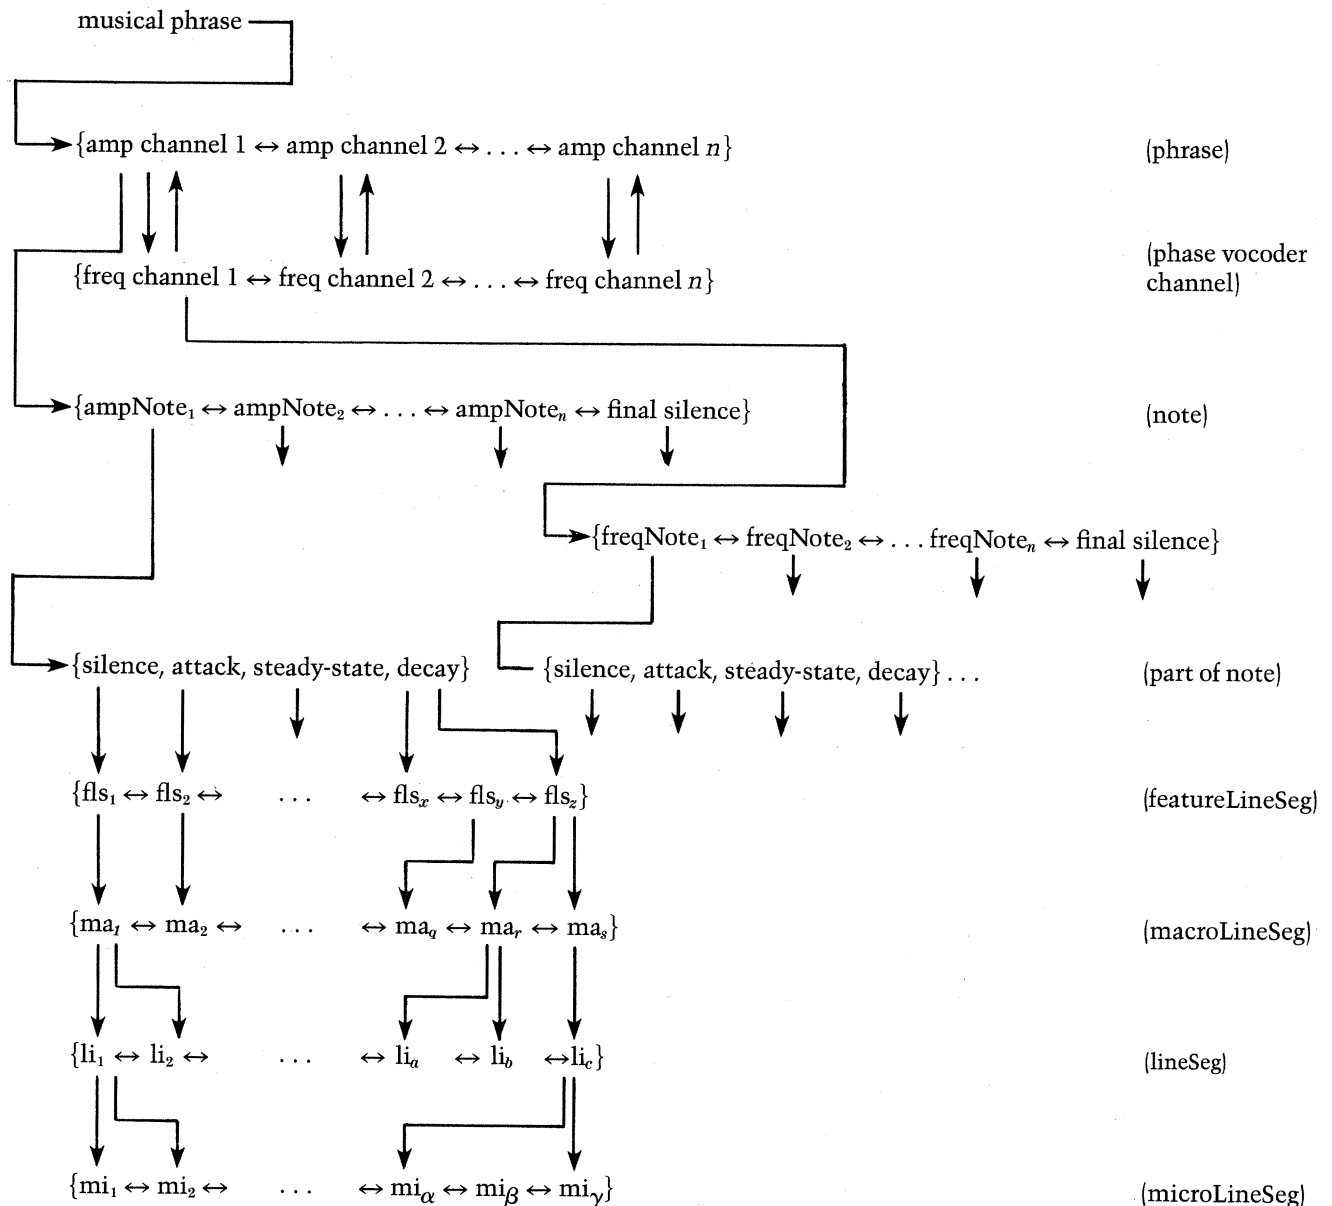 musical phrase
{amp channel 1 ↔ amp channel 2 ↔ . . . ↔ amp channel n} (phrase)
(phase vocoder
{freq channel 1 ↔ freq channel 2 ↔ . . . ↔ freq channel n} channel)
{ampNote₁ ↔ ampNote₂ ↔ . . . ↔ ampNoteₙ ↔ final silence} (note)
{freqNote₁ ↔ freqNote₂ ↔ . . . freqNoteₙ ↔ final silence}
{silence, attack, steady-state, decay} {silence, attack, steady-state, decay} . . . (part of note)
{fls₁ ↔ fls₂ ↔ . . . ↔ flsₓ ↔ fls_y ↔ fls_z} (featureLineSeg)
{ma₁ ↔ ma₂ ↔ . . . ↔ ma_q ↔ ma_r ↔ ma_s} (macroLineSeg)
{li₁ ↔ li₂ ↔ . . . ↔ li_a ↔ li_b ↔ li_c} (lineSeg)
{mi₁ ↔ mi₂ ↔ . . . ↔ mi_α ↔ mi_β ↔ mi_γ} (microLineSeg)